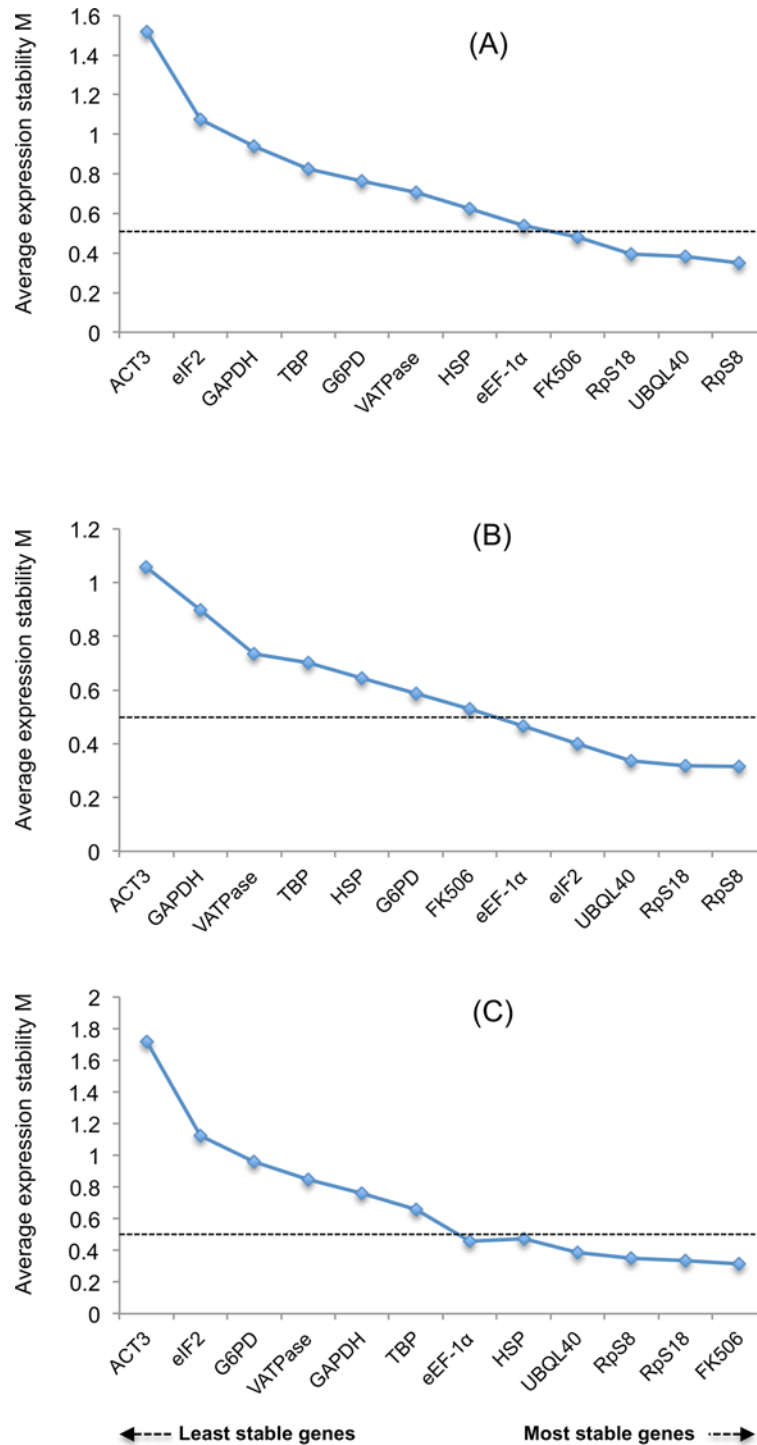 (A)
Average expression stability M
1.6
1.4
1.2
1
0.8
0.6
0.4
0.2
0
ACT3
eIF2
GAPDH
TBP
G6PD
VATPase
HSP
eEF-1α
FK506
RpS18
UBQL40
RpS8
(B)
Average expression stability M
1.2
1
0.8
0.6
0.4
0.2
0
ACT3
GAPDH
VATPase
TBP
HSP
G6PD
FK506
eEF-1α
eIF2
UBQL40
RpS18
RpS8
(C)
Average expression stability M
2
1.8
1.6
1.4
1.2
1
0.8
0.6
0.4
0.2
0
ACT3
eIF2
G6PD
VATPase
GAPDH
TBP
eEF-1α
HSP
UBQL40
RpS8
RpS18
FK506
Least stable genes
Most stable genes